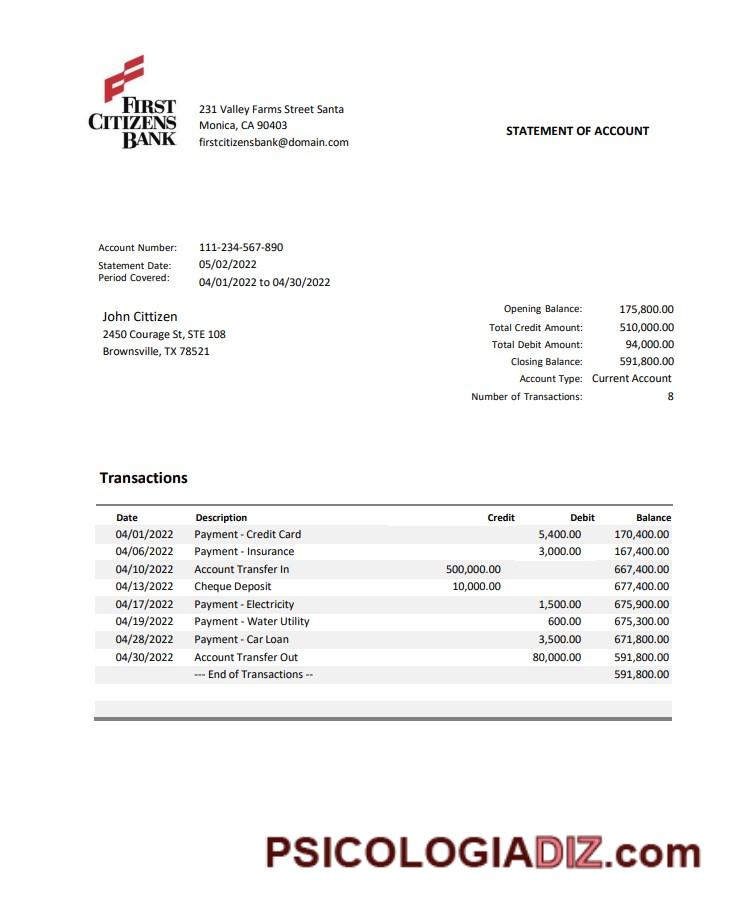 FIRST
CITIZENS
BANK
231 Valley Farms Street Santa
Monica, CA 90403
firstcitizensbank@domain.com
STATEMENT OF ACCOUNT
Account Number: 111-234-567-890
Statement Date: 05/02/2022
Period Covered: 04/01/2022 to 04/30/2022
John Cittizen
2450 Courage St, STE 108
Brownsville, TX 78521
Opening Balance: 175,800.00
Total Credit Amount: 510,000.00
Total Debit Amount: 94,000.00
Closing Balance: 591,800.00
Account Type: Current Account
Number of Transactions: 8
Transactions
Date Description Credit Debit Balance
04/01/2022 Payment - Credit Card 5,400.00 170,400.00
04/06/2022 Payment - Insurance 3,000.00 167,400.00
04/10/2022 Account Transfer In 500,000.00 667,400.00
04/13/2022 Cheque Deposit 10,000.00 677,400.00
04/17/2022 Payment - Electricity 1,500.00 675,900.00
04/19/2022 Payment - Water Utility 600.00 675,300.00
04/28/2022 Payment - Car Loan 3,500.00 671,800.00
04/30/2022 Account Transfer Out 80,000.00 591,800.00
--- End of Transactions -- 591,800.00
PSICOLOGIADIZ.com